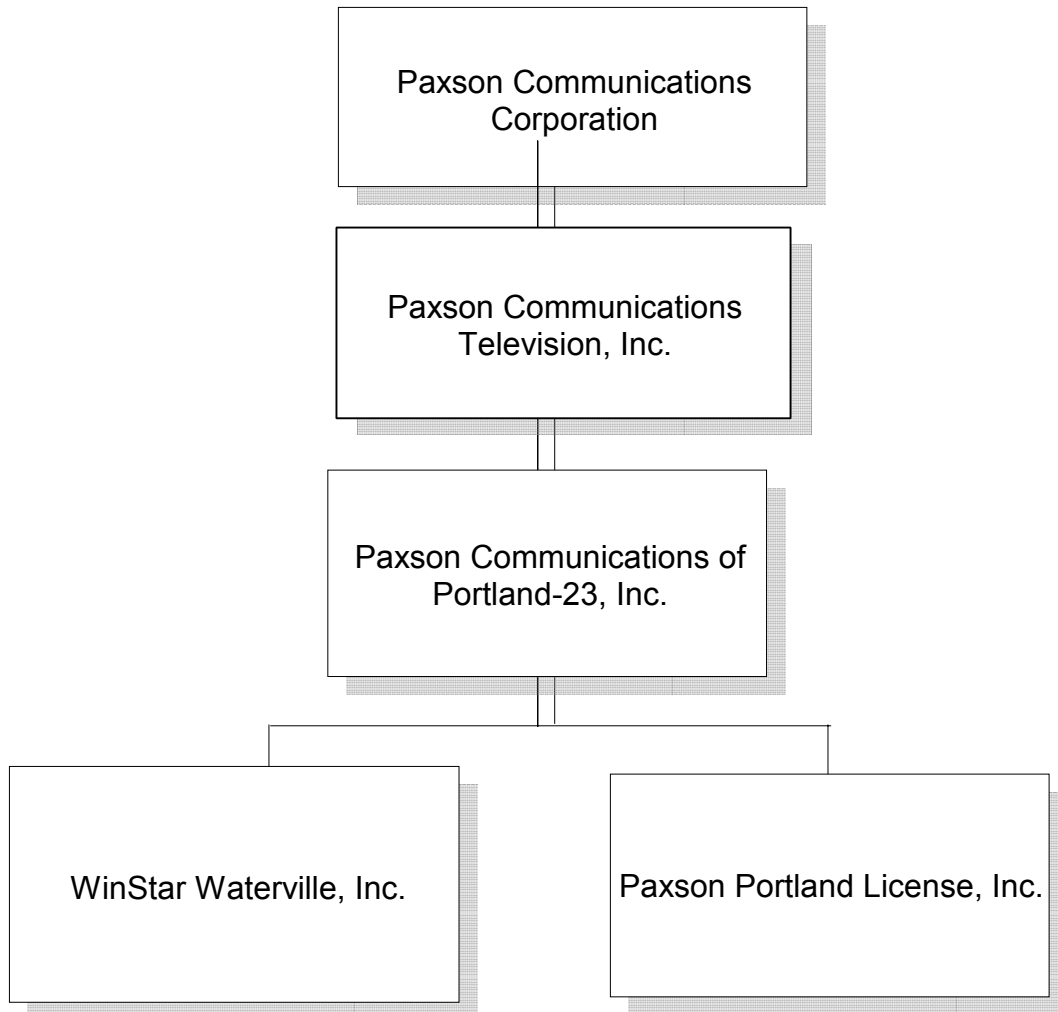 Paxson Communications
Corporation
Paxson Communications
Television, Inc.
Paxson Communications of
Portland-23, Inc.
WinStar Waterville, Inc.
Paxson Portland License, Inc.